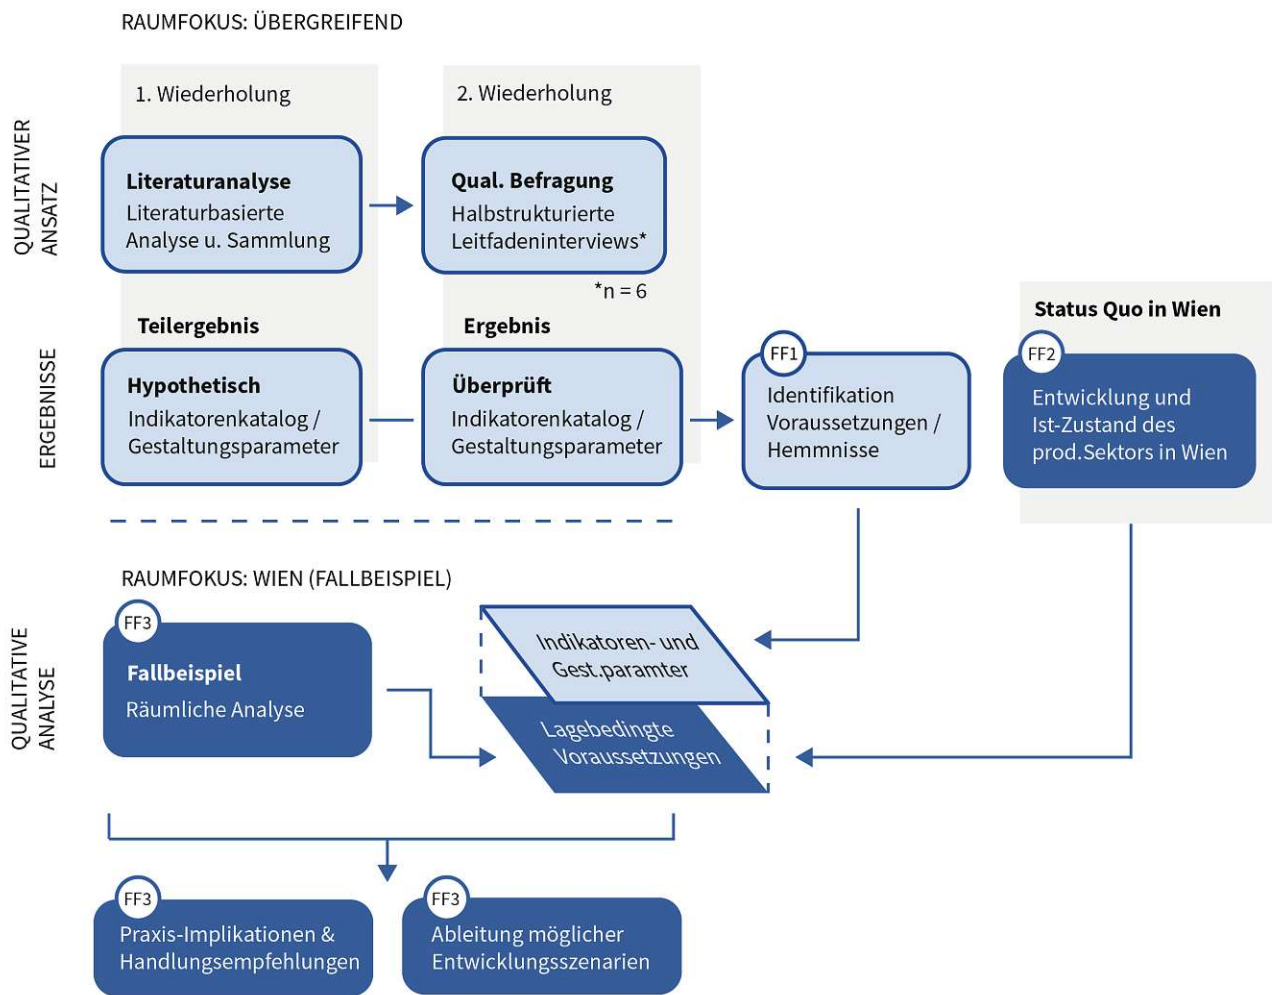 RAUMFOKUS: ÜBERGREIFEND
1. Wiederholung
2. Wiederholung
QUALITATIVER
ANSATZ
Literaturanalyse
Literaturbasierte
Analyse u. Sammlung
Qual. Befragung
Halbstrukturierte
Leitfadeninterviews*
*n = 6
ERGEBNISSE
Teilergebnis
Hypothetisch
Indikatorenkatalog /
Gestaltungsparameter
Ergebnis
Überprüft
Indikatorenkatalog /
Gestaltungsparameter
FF1
Identifikation
Voraussetzungen /
Hemmnisse
Status Quo in Wien
FF2
Entwicklung und
Ist-Zustand des
prod.Sektors in Wien
RAUMFOKUS: WIEN (FALLBEISPIEL)
QUALITATIVE
ANALYSE
FF3
Fallbeispiel
Räumliche Analyse
Indikatoren- und
Gest.paramter
Lagebedingte
Voraussetzungen
FF3
Praxis-Implikationen &
Handlungsempfehlungen
FF3
Ableitung möglicher
Entwicklungsszenarien